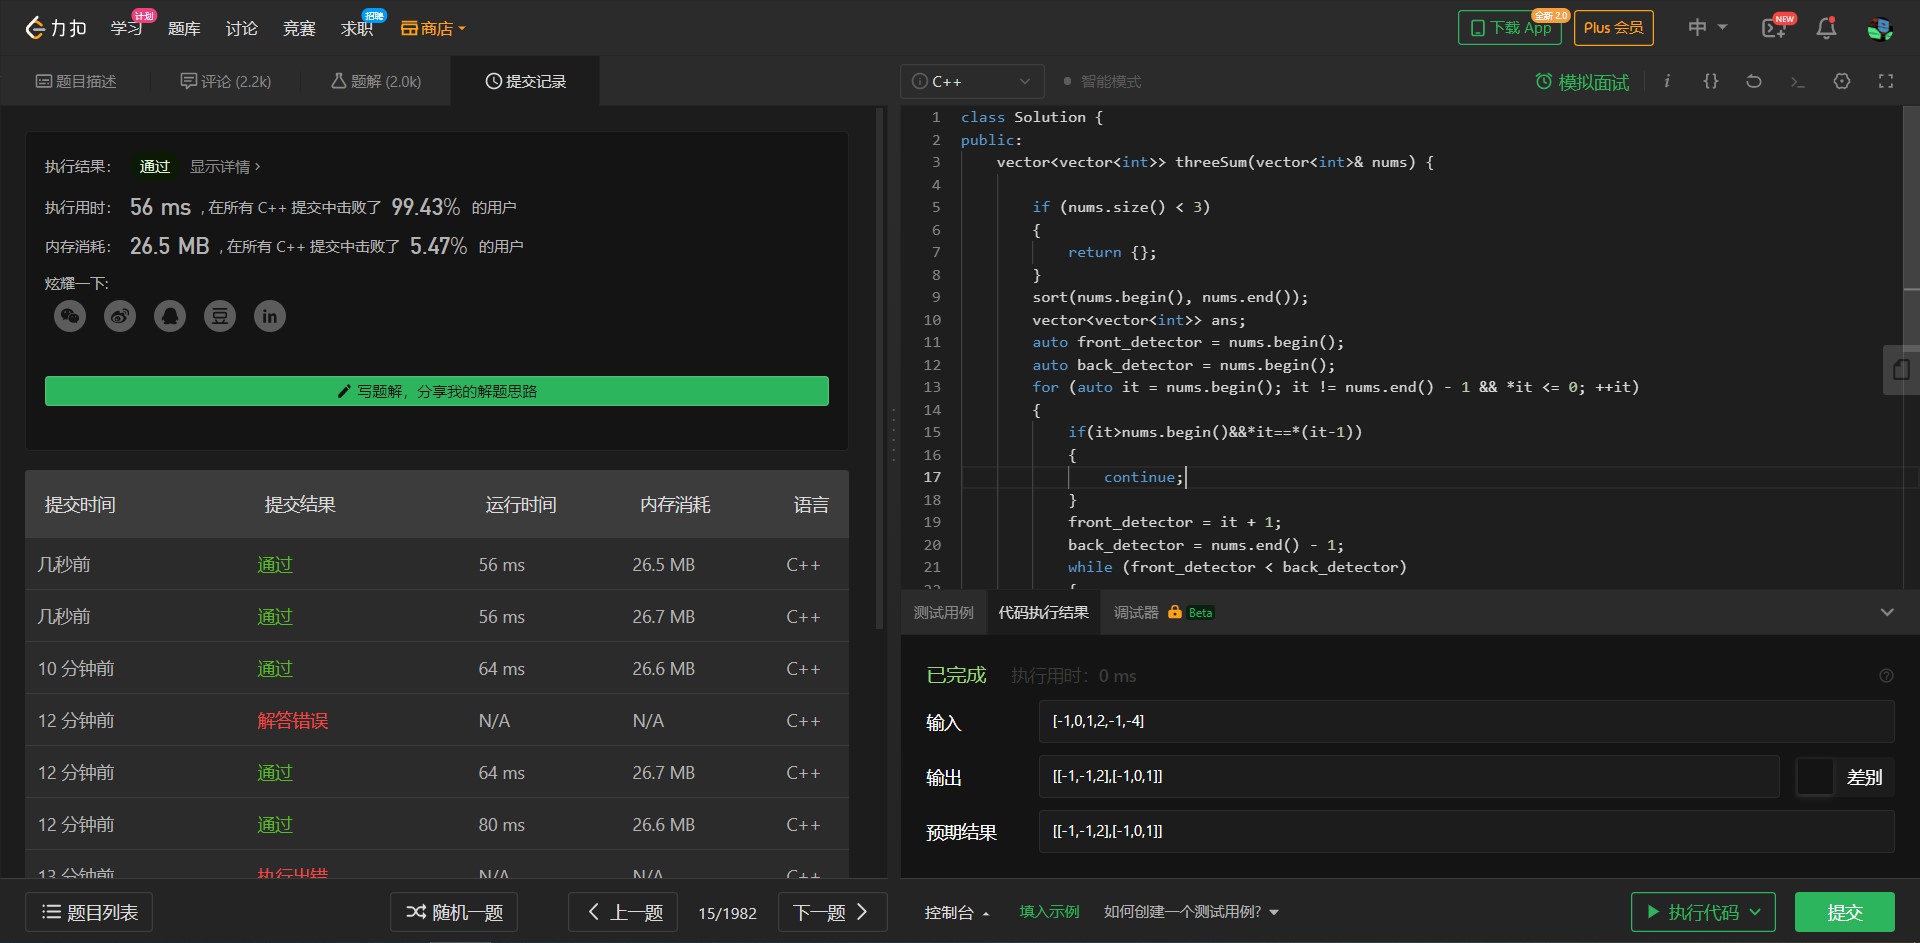 力扣 学习 计划 题库 讨论 竞赛 求职 招聘 商店 下载 App 全新 2.0 Plus 会员 中 NEW
题目描述 评论 (2.2k) 题解 (2.0k) 提交记录
执行结果： 通过 显示详情 ›
执行用时： 56 ms , 在所有 C++ 提交中击败了 99.43% 的用户
内存消耗： 26.5 MB , 在所有 C++ 提交中击败了 5.47% 的用户
炫耀一下:
写题解，分享我的解题思路
提交时间 提交结果 运行时间 内存消耗 语言
几秒前 通过 56 ms 26.5 MB C++
几秒前 通过 56 ms 26.7 MB C++
10 分钟前 通过 64 ms 26.6 MB C++
12 分钟前 解答错误 N/A N/A C++
12 分钟前 通过 64 ms 26.7 MB C++
12 分钟前 通过 80 ms 26.6 MB C++
13 分钟前 执行出错 N/A N/A C++
题目列表 随机一题 上一题 15/1982 下一题
C++ 智能模式 模拟面试
1 class Solution {
2 public:
3 vector<vector<int>> threeSum(vector<int>& nums) {
4
5 if (nums.size() < 3)
6 {
7 return {};
8 }
9 sort(nums.begin(), nums.end());
10 vector<vector<int>> ans;
11 auto front_detector = nums.begin();
12 auto back_detector = nums.begin();
13 for (auto it = nums.begin(); it != nums.end() - 1 && *it <= 0; ++it)
14 {
15 if(it>nums.begin()&&*it==*(it-1))
16 {
17 continue;
18 }
19 front_detector = it + 1;
20 back_detector = nums.end() - 1;
21 while (front_detector < back_detector)
22 {
测试用例 代码执行结果 调试器 Beta
已完成 执行用时： 0 ms
输入 [-1,0,1,2,-1,-4]
输出 [[-1,-1,2],[-1,0,1]] 差别
预期结果 [[-1,-1,2],[-1,0,1]]
控制台 填入示例 如何创建一个测试用例? 执行代码 提交